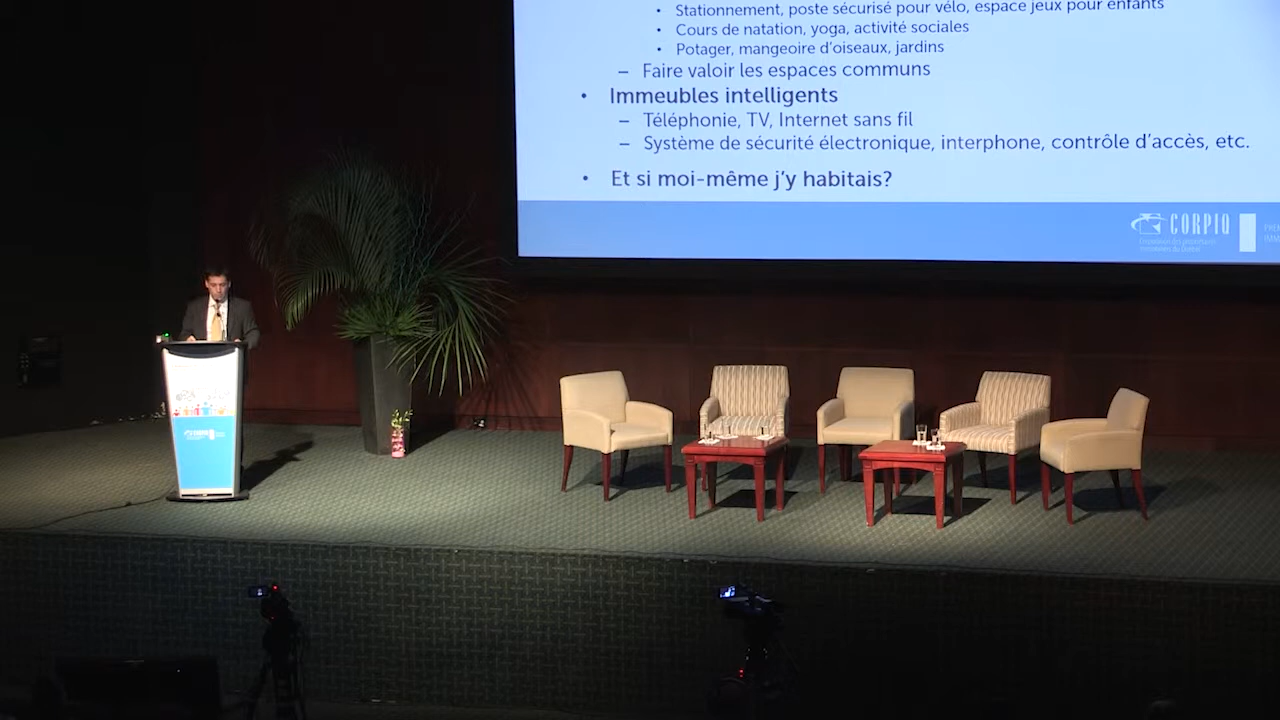 • Stationnement, poste sécurisé pour vélo, espace jeux pour enfants
• Cours de natation, yoga, activité sociales
• Potager, mangeoire d'oiseaux, jardins
– Faire valoir les espaces communs
• Immeubles intelligents
– Téléphonie, TV, Internet sans fil
– Système de sécurité électronique, interphone, contrôle d'accès, etc.
• Et si moi-même j'y habitais?
CORPIQ